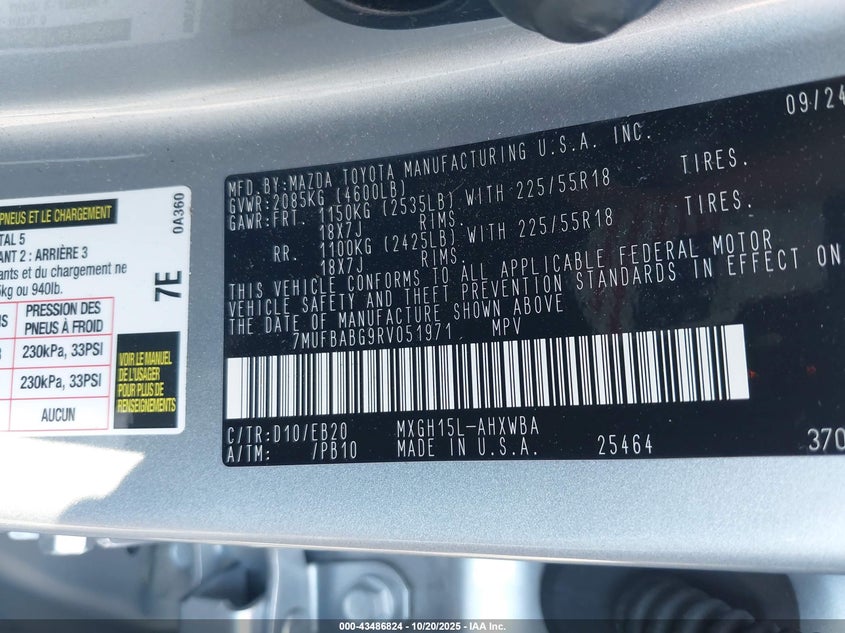 PNEUS ET LE CHARGEMENT
0A360
TAL 5
ANT 2 : ARRIÈRE 3
ants et du chargement ne
kg ou 940lb.
7E
PRESSION DES
PNEUS À FROID
230kPa, 33PSI
230kPa, 33PSI
AUCUN
VOIR LE MANUEL
DE L'USAGER
POUR PLUS DE
RENSEIGNEMENTS
09/24
MFD.BY:MAZDA TOYOTA MANUFACTURING U.S.A. INC.
GVWR:2085KG (4600LB)
GAWR:FRT. 1150KG (2535LB) WITH 225/55R18 TIRES.
18X7J RIMS.
RR. 1100KG (2425LB) WITH 225/55R18 TIRES.
18X7J RIMS.
THIS VEHICLE CONFORMS TO ALL APPLICABLE FEDERAL MOTOR
VEHICLE SAFETY AND THEFT PREVENTION STANDARDS IN EFFECT ON
THE DATE OF MANUFACTURE SHOWN ABOVE
7MUFBABG9RV051971 MPV
C/TR:D10/EB20 MXGH15L-AHXWBA
A/TM: /PB10 MADE IN U.S.A. 25464 370
000-43486824 - 10/20/2025 - IAA Inc.